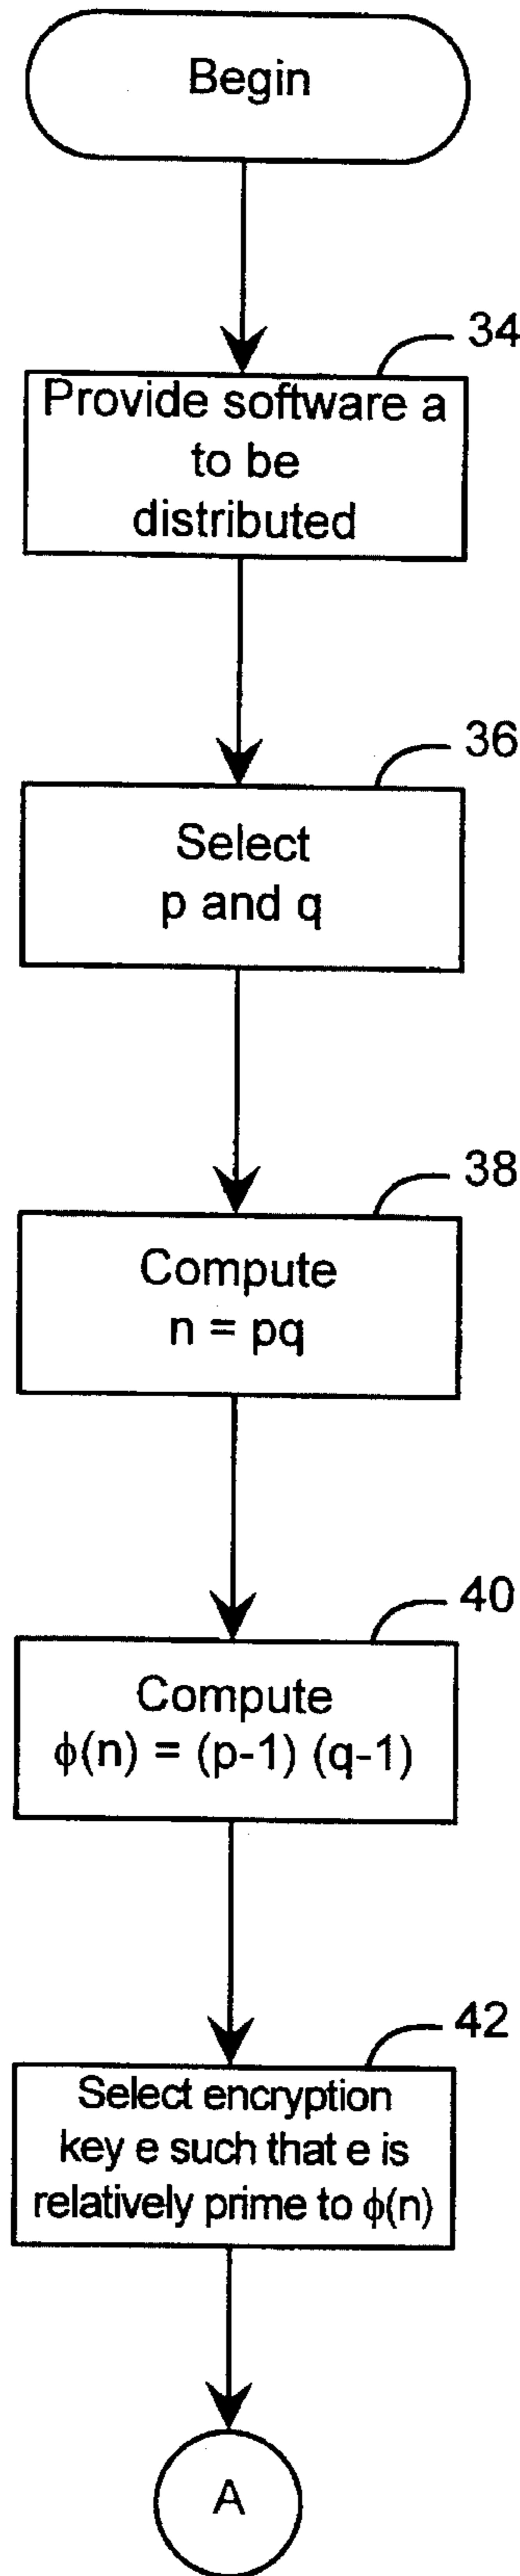 Begin
34
Provide software a
to be
distributed
36
Select
p and q
38
Compute
n = pq
40
Compute
ϕ(n) = (p-1) (q-1)
42
Select encryption
key e such that e is
relatively prime to ϕ(n)
A